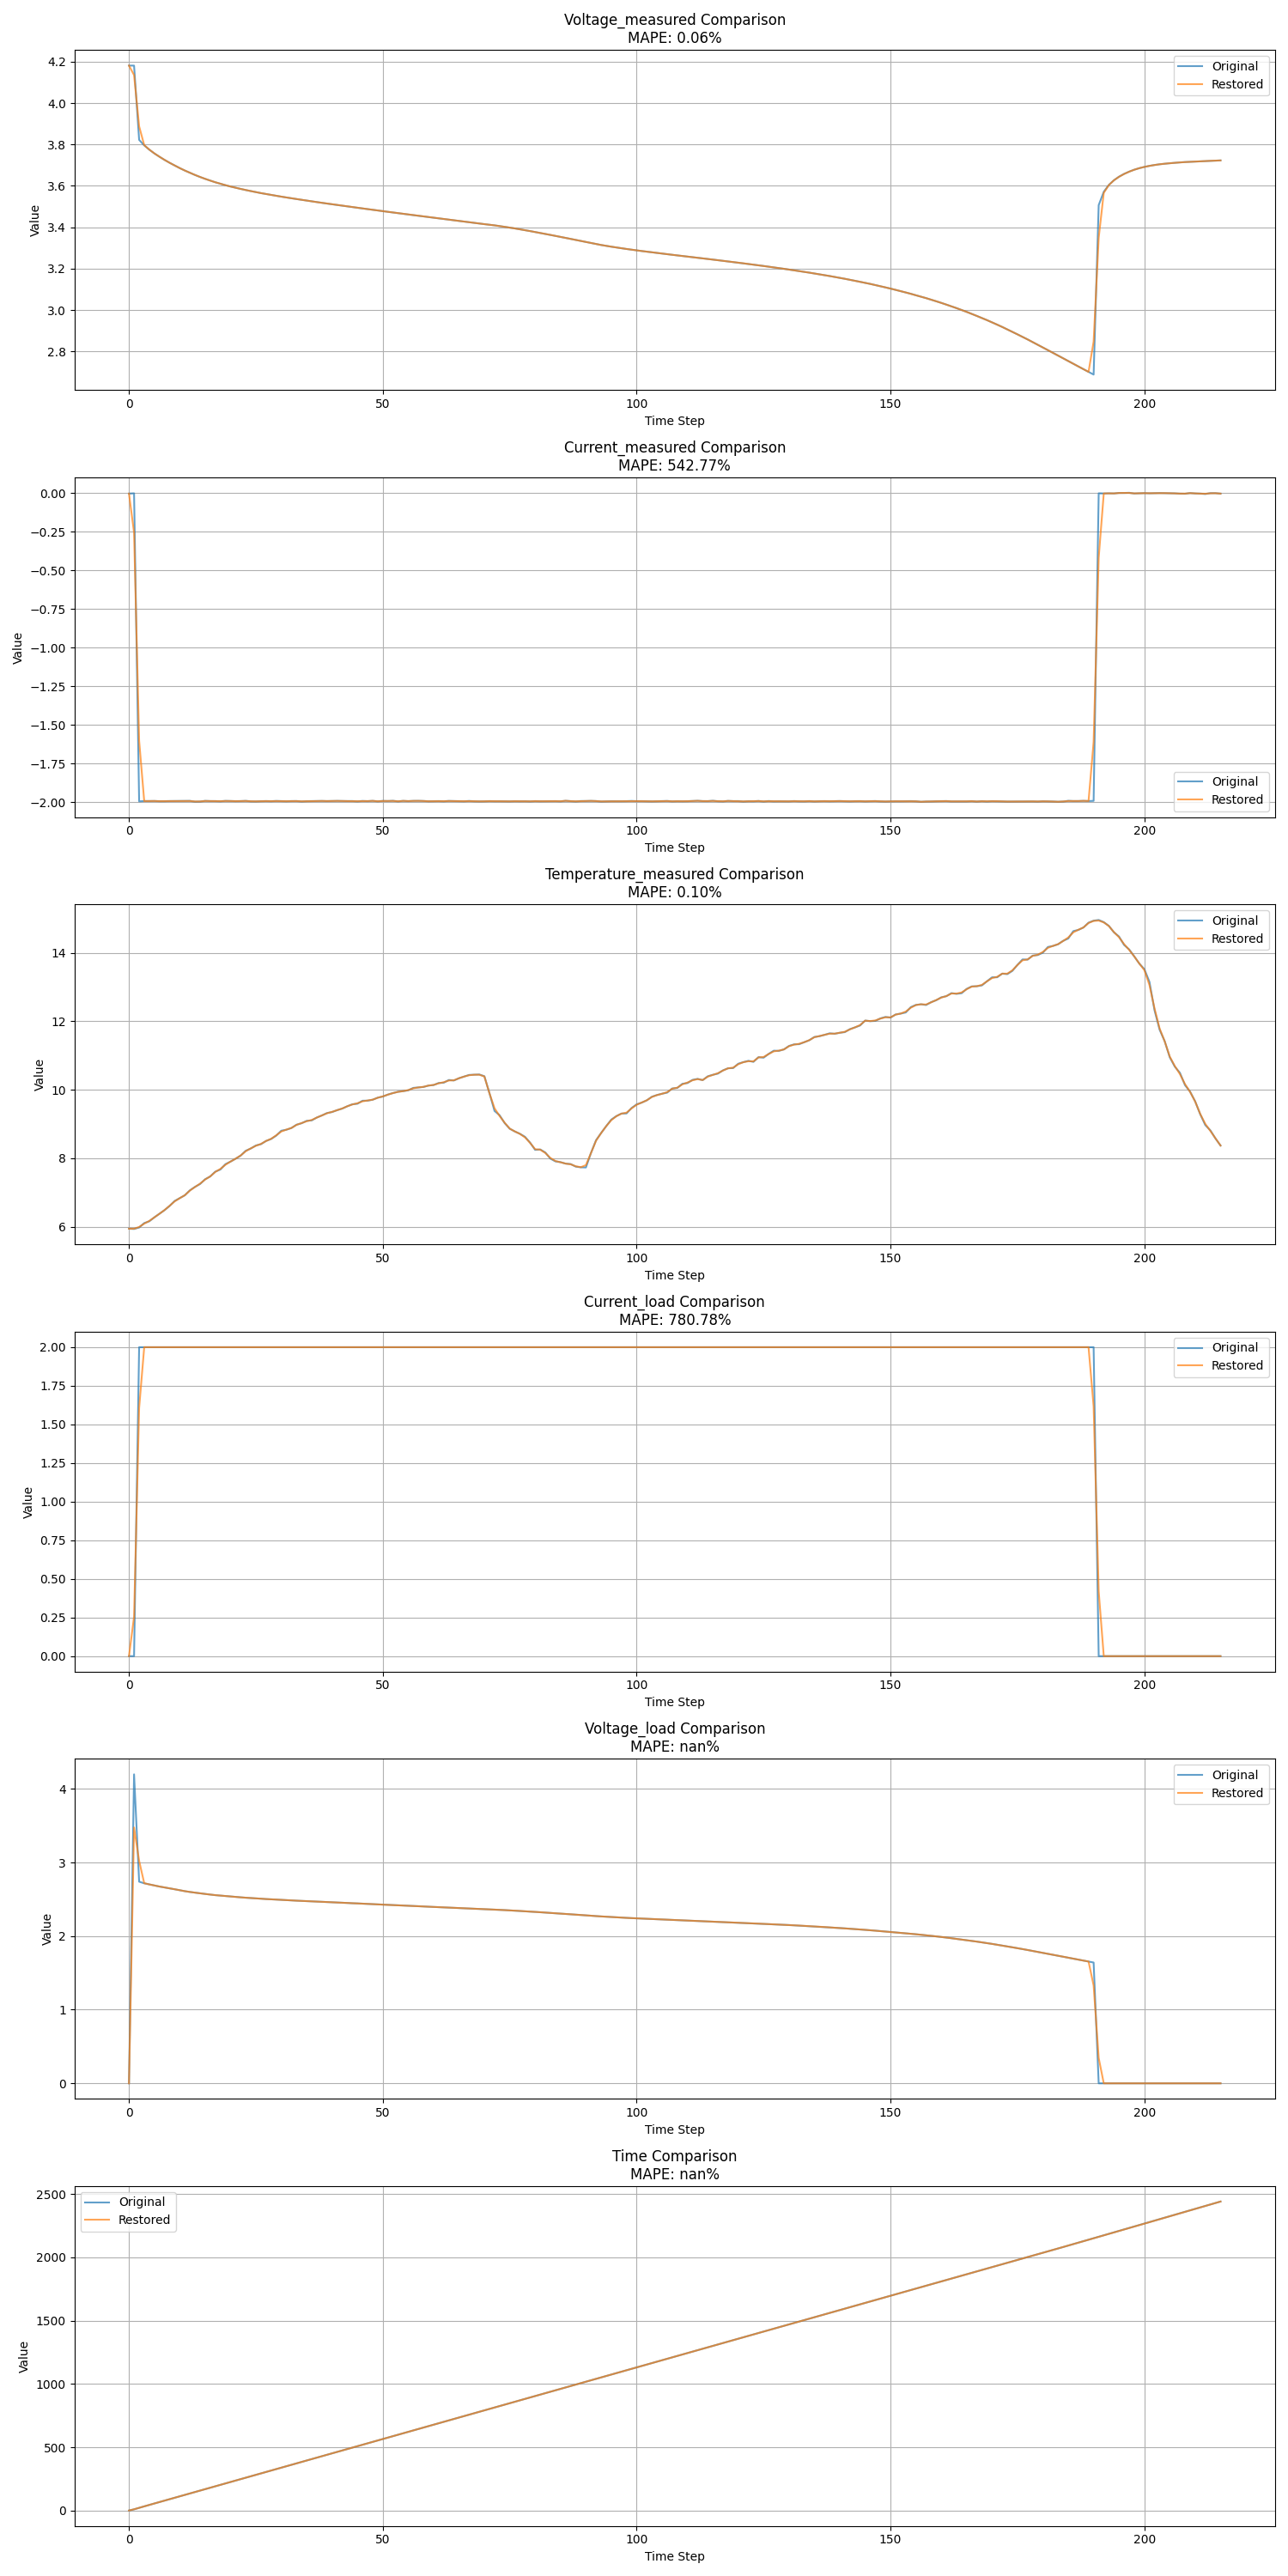 Voltage_measured Comparison
MAPE: 0.06%
4.2
4.0
3.8
3.6
3.4
3.2
3.0
2.8
Value
Original
Restored
0
50
100
150
200
Time Step
Current_measured Comparison
MAPE: 542.77%
0.00
−0.25
−0.50
−0.75
−1.00
−1.25
−1.50
−1.75
−2.00
Value
Original
Restored
0
50
100
150
200
Time Step
Temperature_measured Comparison
MAPE: 0.10%
14
12
10
8
6
Value
Original
Restored
0
50
100
150
200
Time Step
Current_load Comparison
MAPE: 780.78%
2.00
1.75
1.50
1.25
1.00
0.75
0.50
0.25
0.00
Value
Original
Restored
0
50
100
150
200
Time Step
Voltage_load Comparison
MAPE: nan%
4
3
2
1
0
Value
Original
Restored
0
50
100
150
200
Time Step
Time Comparison
MAPE: nan%
2500
2000
1500
1000
500
0
Value
Original
Restored
0
50
100
150
200
Time Step